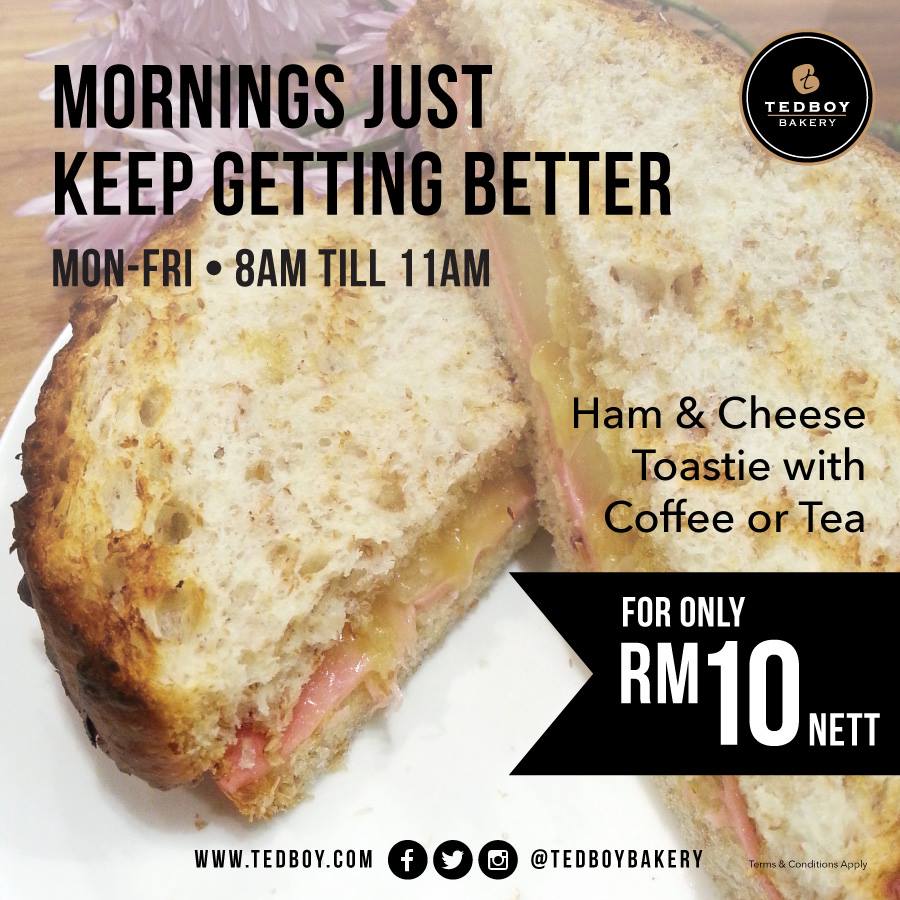 MORNINGS JUST
KEEP GETTING BETTER
MON-FRI • 8AM TILL 11AM
t
TEDBOY
BAKERY
Ham & Cheese
Toastie with
Coffee or Tea
FOR ONLY
RM10 NETT
WWW.TEDBOY.COM
@TEDBOYBAKERY
Terms & Conditions Apply